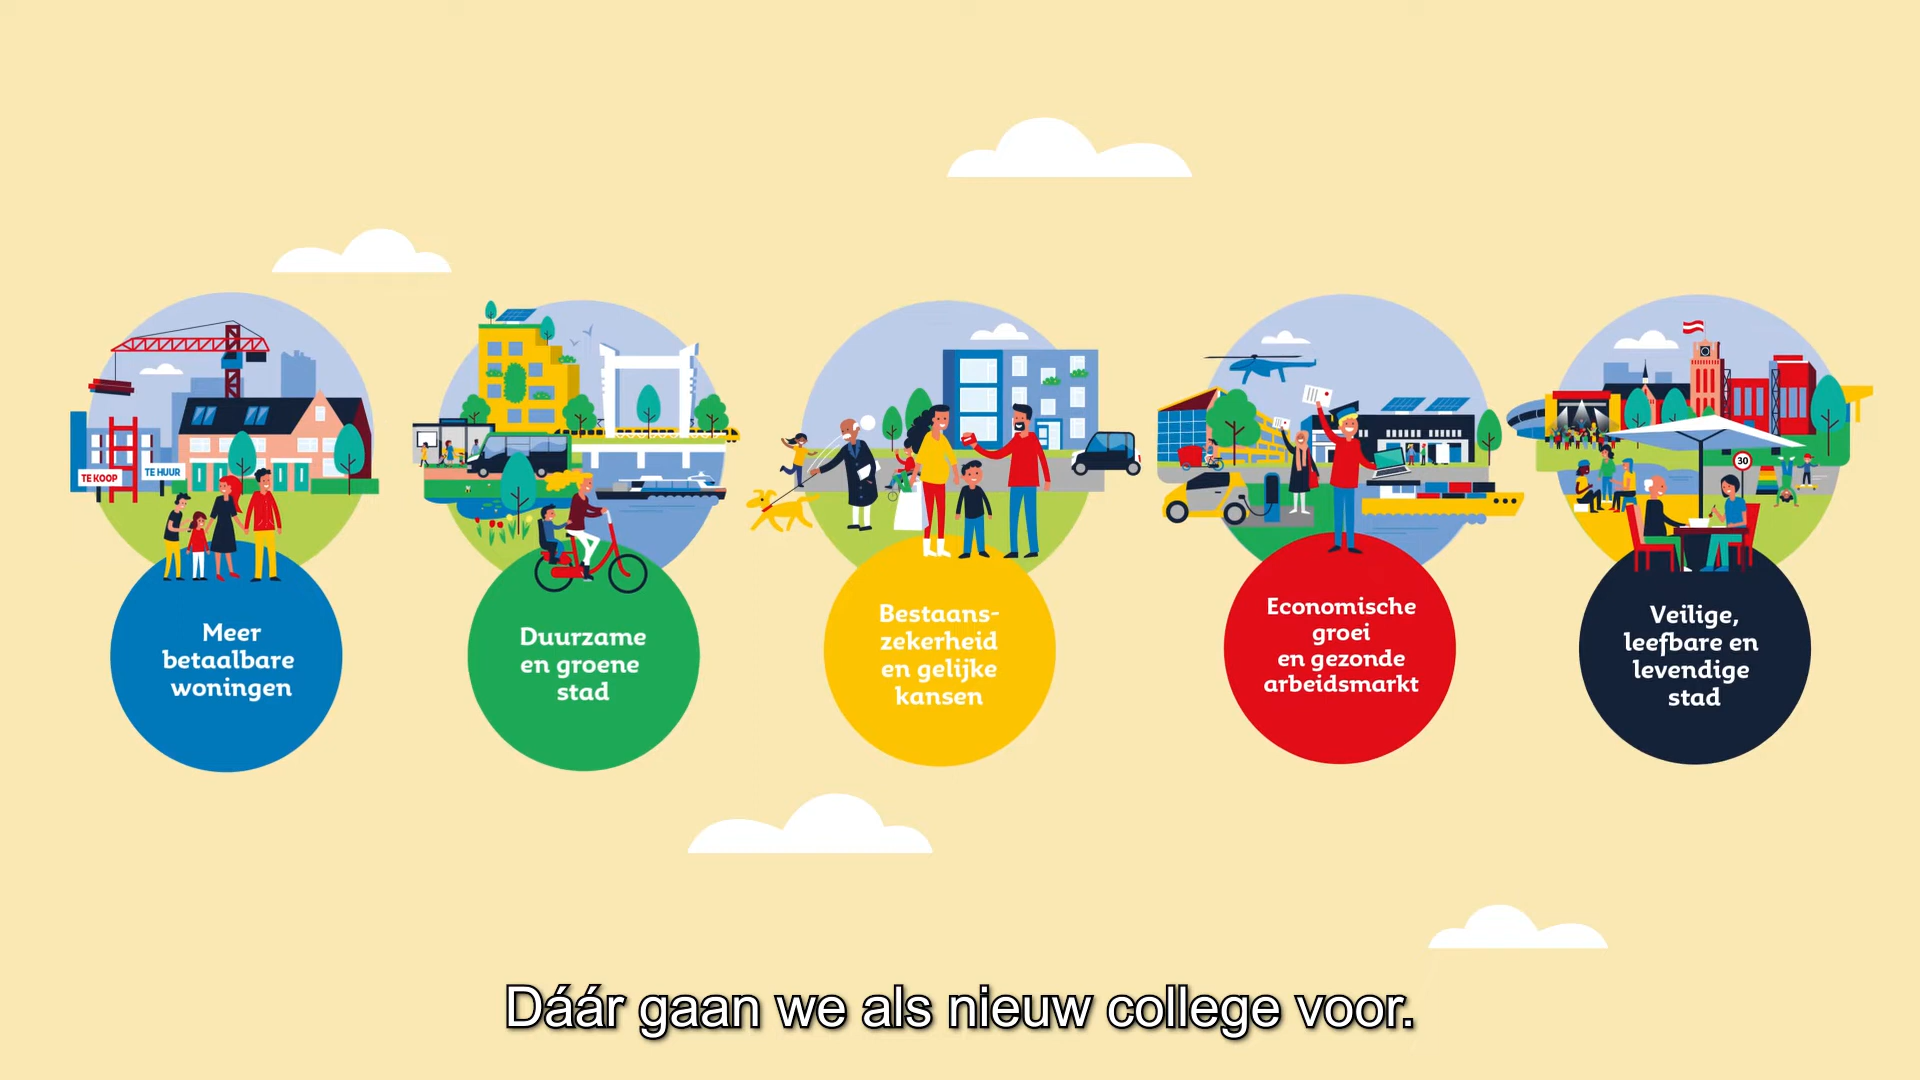 TE KOOP
TE HUUR
Meer
betaalbare
woningen
Duurzame
en groene
stad
Bestaans-
zekerheid
en gelijke
kansen
Economische
groei
en gezonde
arbeidsmarkt
30
Veilige,
leefbare en
levendige
stad
Dáár gaan we als nieuw college voor.